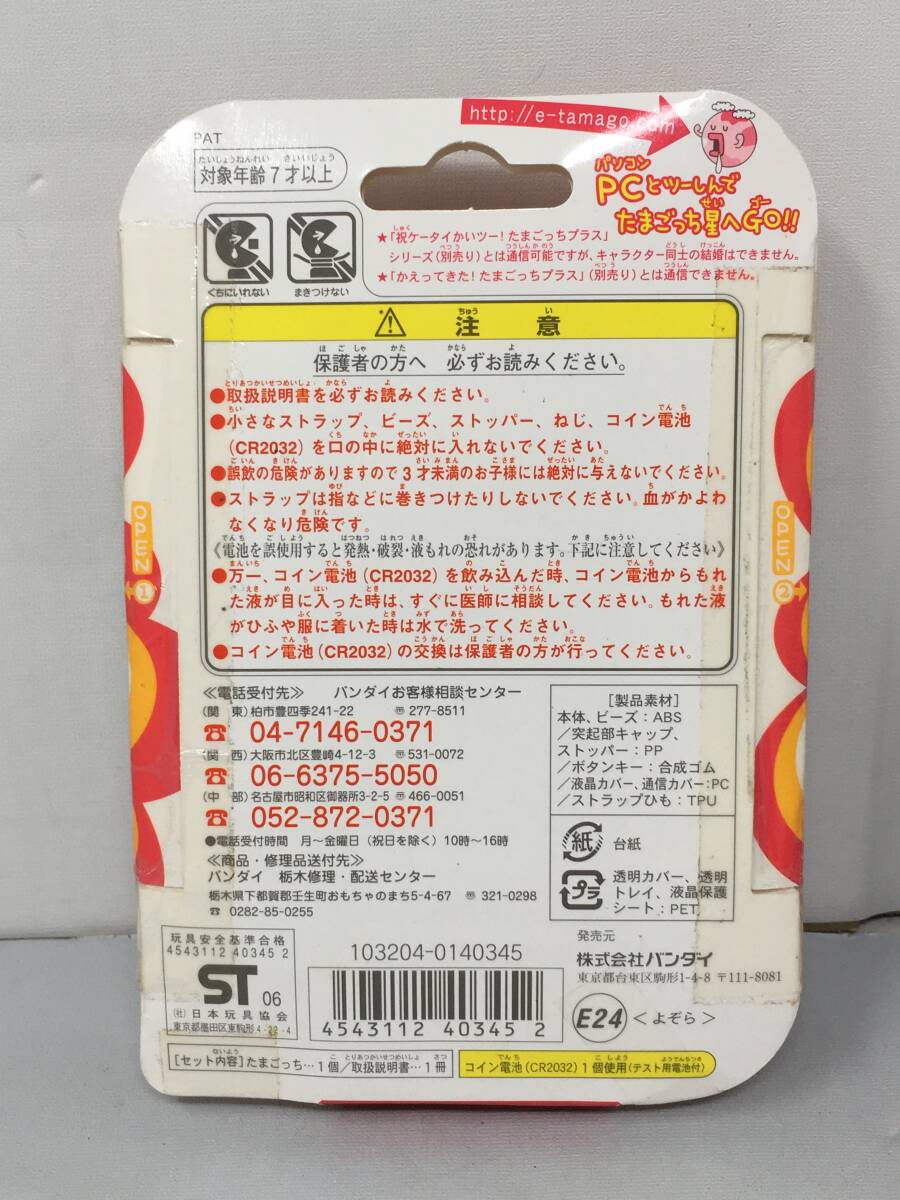 http://e-tamago.com
PAT
対象年齢7才以上
たいしょうねんれい きいいじょう
パソコン
PCとツーしんで
せい ゴー
たまごっち星へGO!!
くちにいれない
まきつけない
★「祝ケータイかいツー!たまごっちプラス」
シリーズ(別売り)とは通信可能ですが、キャラクター同士の結婚はできません。
★「かえってきた!たまごっちプラス」(別売り)とは通信できません。
注意
保護者の方へ 必ずお読みください。
●取扱説明書を必ずお読みください。
●小さなストラップ、ビーズ、ストッパー、ねじ、コイン電池
(CR2032)を口の中に絶対に入れないでください。
●誤飲の危険がありますので3才未満のお子様には絶対に与えないでください。
●ストラップは指などに巻きつけたりしないでください。血がかよわ
なくなり危険です。
《電池を誤使用すると発熱・破裂・液もれの恐れがあります。下記に注意してください》
●万一、コイン電池(CR2032)を飲み込んだ時、コイン電池からもれ
た液が目に入った時は、すぐに医師に相談してください。もれた液
がひふや服に着いた時は水で洗ってください。
●コイン電池(CR2032)の交換は保護者の方が行ってください。
OPEN
1
OPEN
2
≪電話受付先≫ バンダイお客様相談センター
(関 東)柏市豊四季241-22 〒277-8511
☎ 04-7146-0371
(関 西)大阪市北区豊崎4-12-3 〒531-0072
☎ 06-6375-5050
(中 部)名古屋市昭和区御器所3-2-5 〒466-0051
☎ 052-872-0371
●電話受付時間 月~金曜日(祝日を除く)10時~16時
≪商品・修理品送付先≫
バンダイ 栃木修理・配送センター
栃木県下都賀郡壬生町おもちゃのまち5-4-67 〒321-0298
☎ 0282-85-0255
[製品素材]
本体、ビーズ:ABS
/突起部キャップ、
ストッパー:PP
/ボタンキー:合成ゴム
/液晶カバー、通信カバー:PC
/ストラップひも:TPU
紙 台紙
プラ 透明カバー、透明
トレイ、液晶保護
シート:PET
玩具安全基準合格
4543112 40345 2
ST 06
(社)日本玩具協会
103204-0140345
4543112 403452
発売元
株式会社バンダイ
東京都台東区駒形1-4-8 〒111-8081
E24 <よぞら>
[セット内容]たまごっち…1個/取扱説明書…1冊
コイン電池(CR2032)1個使用(テスト用電池付)